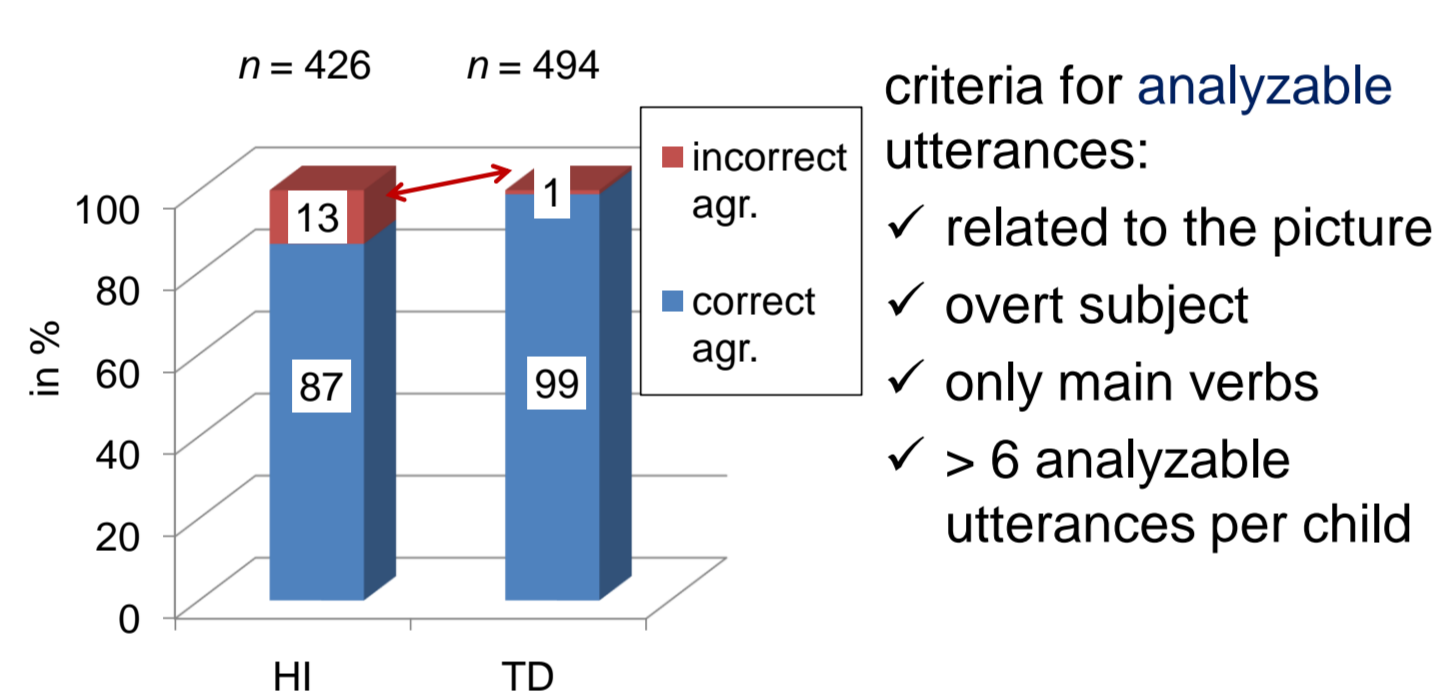 n = 426
n = 494
incorrect
agr.
correct
agr.
in %
100
80
60
40
20
0
13
87
1
99
HI
TD
criteria for analyzable
utterances:
✓ related to the picture
✓ overt subject
✓ only main verbs
✓ > 6 analyzable
utterances per child